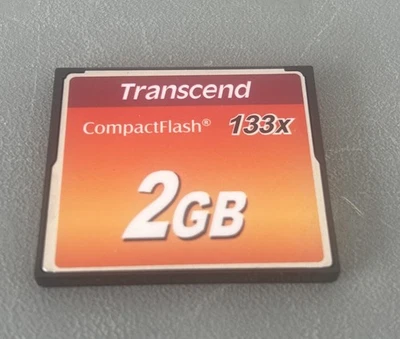 Transcend
CompactFlash® 133x
2GB